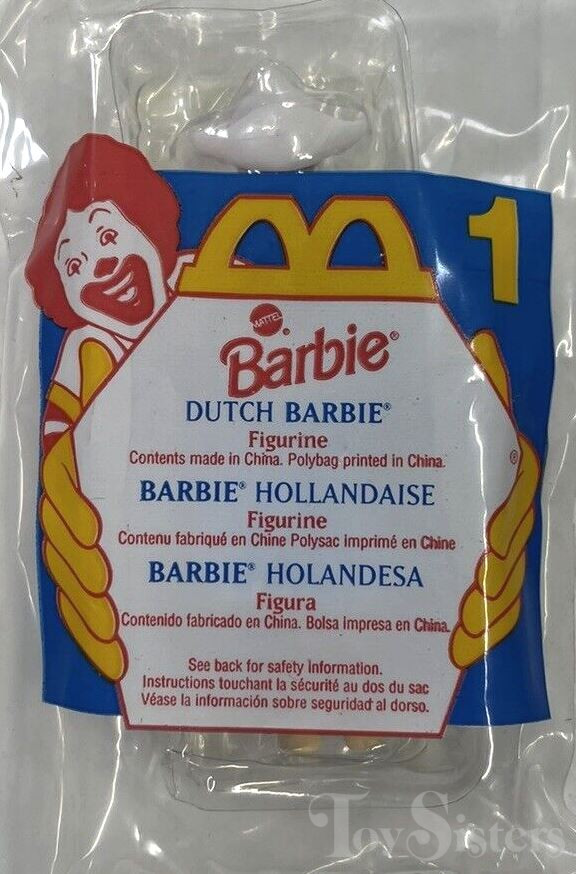 1
MATTEL
Barbie®
DUTCH BARBIE®
Figurine
Contents made in China. Polybag printed in China.
BARBIE® HOLLANDAISE
Figurine
Contenu fabriqué en Chine Polysac imprimé en Chine
BARBIE® HOLANDESA
Figura
Contenido fabricado en China. Bolsa impresa en China.
See back for safety information.
Instructions touchant la sécurité au dos du sac
Véase la información sobre seguridad al dorso.
®
Toy Sisters